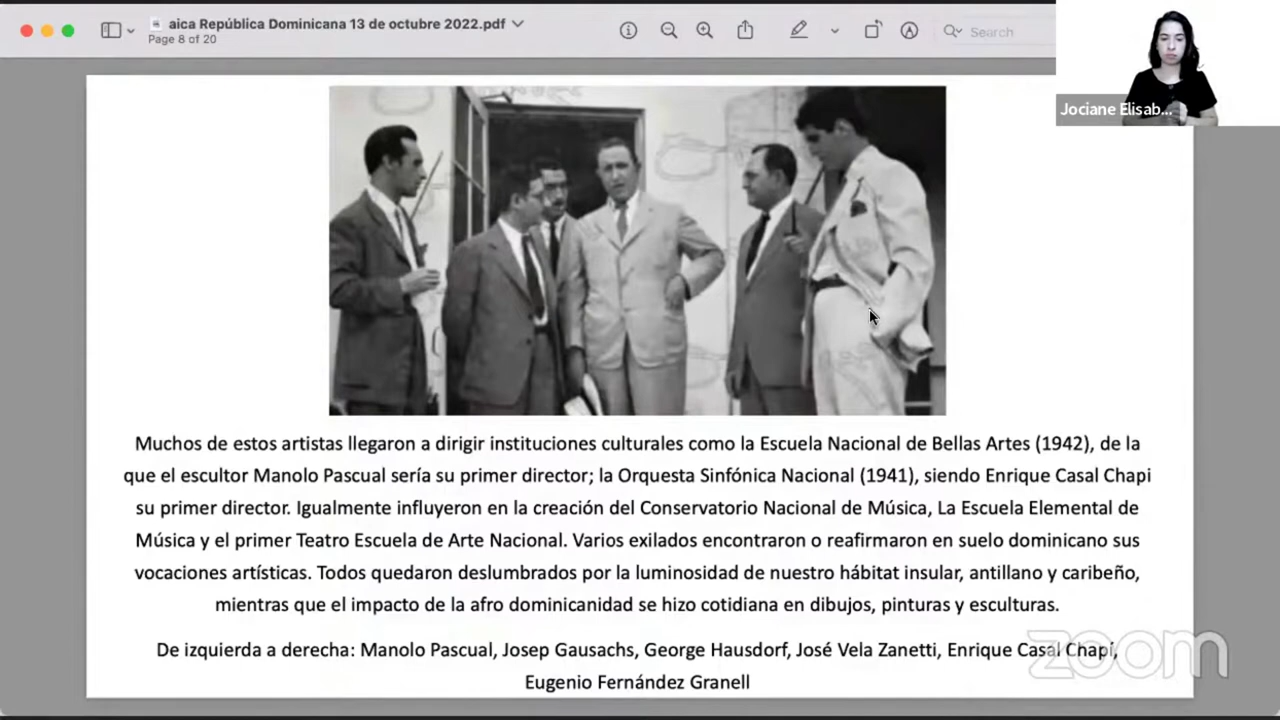 aica República Dominicana 13 de octubre 2022.pdf
Page 8 of 20
Search
Jociane Elisab...
Muchos de estos artistas llegaron a dirigir instituciones culturales como la Escuela Nacional de Bellas Artes (1942), de la
que el escultor Manolo Pascual sería su primer director; la Orquesta Sinfónica Nacional (1941), siendo Enrique Casal Chapi
su primer director. Igualmente influyeron en la creación del Conservatorio Nacional de Música, La Escuela Elemental de
Música y el primer Teatro Escuela de Arte Nacional. Varios exilados encontraron o reafirmaron en suelo dominicano sus
vocaciones artísticas. Todos quedaron deslumbrados por la luminosidad de nuestro hábitat insular, antillano y caribeño,
mientras que el impacto de la afro dominicanidad se hizo cotidiana en dibujos, pinturas y esculturas.
De izquierda a derecha: Manolo Pascual, Josep Gausachs, George Hausdorf, José Vela Zanetti, Enrique Casal Chapí,
Eugenio Fernández Granell
zoom